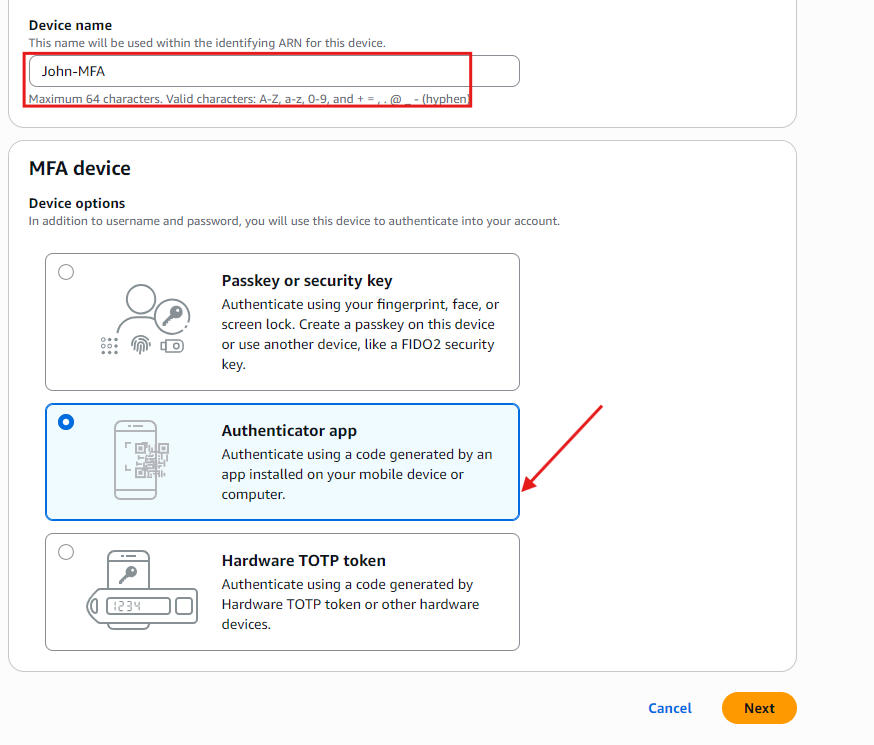 Device name
This name will be used within the identifying ARN for this device.
John-MFA
Maximum 64 characters. Valid characters: A-Z, a-z, 0-9, and + = , . @ _ - (hyphen)
MFA device
Device options
In addition to username and password, you will use this device to authenticate into your account.
Passkey or security key
Authenticate using your fingerprint, face, or
screen lock. Create a passkey on this device
or use another device, like a FIDO2 security
key.
Authenticator app
Authenticate using a code generated by an
app installed on your mobile device or
computer.
Hardware TOTP token
1234
Authenticate using a code generated by
Hardware TOTP token or other hardware
devices.
Cancel
Next